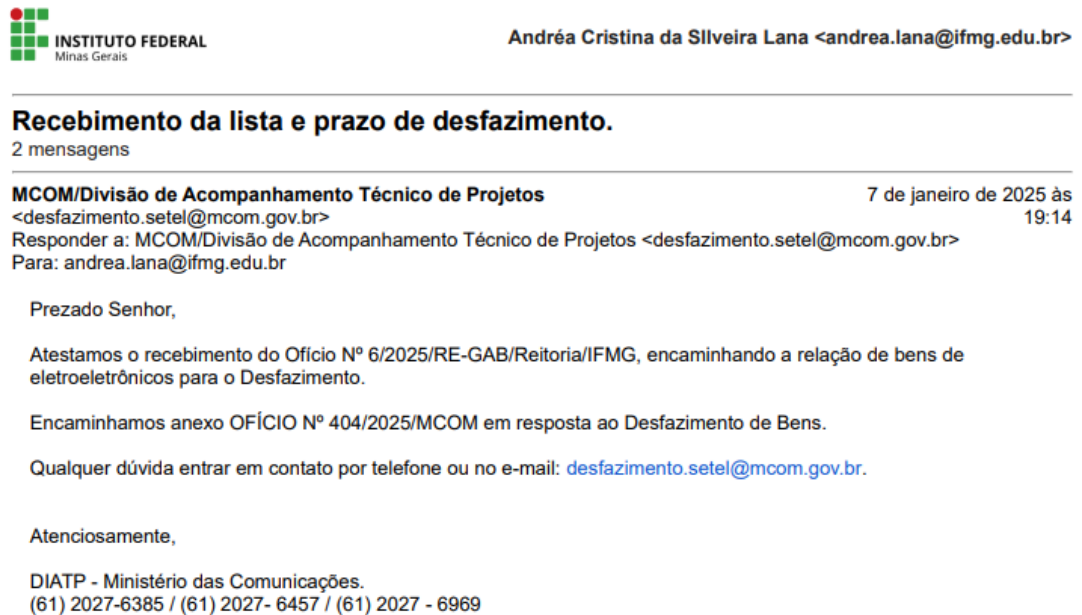 INSTITUTO FEDERAL
Minas Gerais
Andréa Cristina da SIlveira Lana <andrea.lana@ifmg.edu.br>
Recebimento da lista e prazo de desfazimento.
2 mensagens
MCOM/Divisão de Acompanhamento Técnico de Projetos 7 de janeiro de 2025 às
<desfazimento.setel@mcom.gov.br> 19:14
Responder a: MCOM/Divisão de Acompanhamento Técnico de Projetos <desfazimento.setel@mcom.gov.br>
Para: andrea.lana@ifmg.edu.br
Prezado Senhor,
Atestamos o recebimento do Ofício Nº 6/2025/RE-GAB/Reitoria/IFMG, encaminhando a relação de bens de
eletroeletrônicos para o Desfazimento.
Encaminhamos anexo OFÍCIO Nº 404/2025/MCOM em resposta ao Desfazimento de Bens.
Qualquer dúvida entrar em contato por telefone ou no e-mail: desfazimento.setel@mcom.gov.br.
Atenciosamente,
DIATP - Ministério das Comunicações.
(61) 2027-6385 / (61) 2027- 6457 / (61) 2027 - 6969